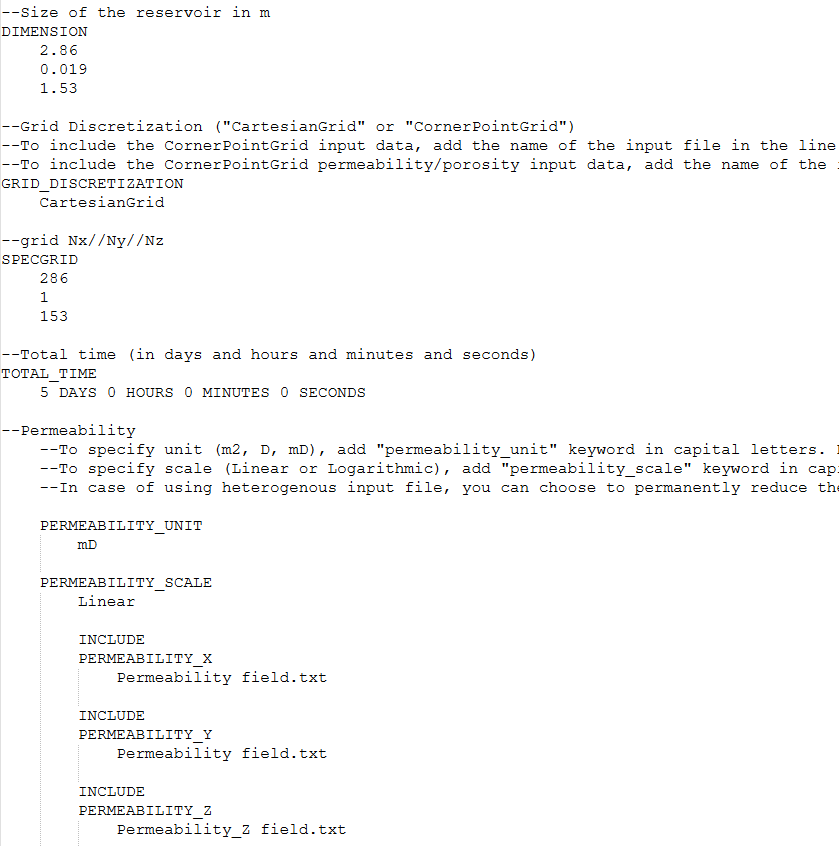 --Size of the reservoir in m
DIMENSION
2.86
0.019
1.53
--Grid Discretization ("CartesianGrid" or "CornerPointGrid")
--To include the CornerPointGrid input data, add the name of the input file in the line
--To include the CornerPointGrid permeability/porosity input data, add the name of the
GRID_DISCRETIZATION
CartesianGrid
--grid Nx//Ny//Nz
SPECGRID
286
1
153
--Total time (in days and hours and minutes and seconds)
TOTAL_TIME
5 DAYS 0 HOURS 0 MINUTES 0 SECONDS
--Permeability
--To specify unit (m2, D, mD), add "permeability_unit" keyword in capital letters.
--To specify scale (Linear or Logarithmic), add "permeability_scale" keyword in cap
--In case of using heterogenous input file, you can choose to permanently reduce the
PERMEABILITY_UNIT
mD
PERMEABILITY_SCALE
Linear
INCLUDE
PERMEABILITY_X
Permeability field.txt
INCLUDE
PERMEABILITY_Y
Permeability field.txt
INCLUDE
PERMEABILITY_Z
Permeability_Z field.txt